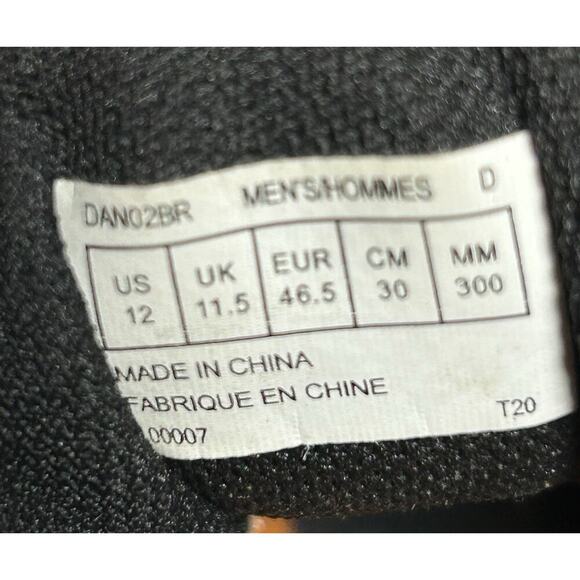 DAN02BR MEN'S/HOMMES D
US UK EUR CM MM
12 11.5 46.5 30 300
MADE IN CHINA
FABRIQUE EN CHINE
00007 T20